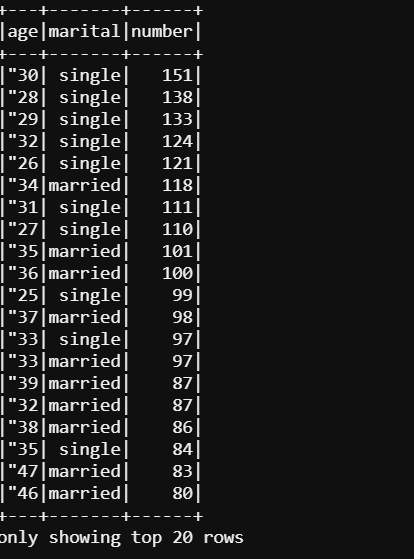 +---+-------+------+
|age|marital|number|
+---+-------+------+
|"30| single|   151|
|"28| single|   138|
|"29| single|   133|
|"32| single|   124|
|"26| single|   121|
|"34|married|   118|
|"31| single|   111|
|"27| single|   110|
|"35|married|   101|
|"36|married|   100|
|"25| single|    99|
|"37|married|    98|
|"33| single|    97|
|"33|married|    97|
|"39|married|    87|
|"32|married|    87|
|"38|married|    86|
|"35| single|    84|
|"47|married|    83|
|"46|married|    80|
+---+-------+------+
only showing top 20 rows